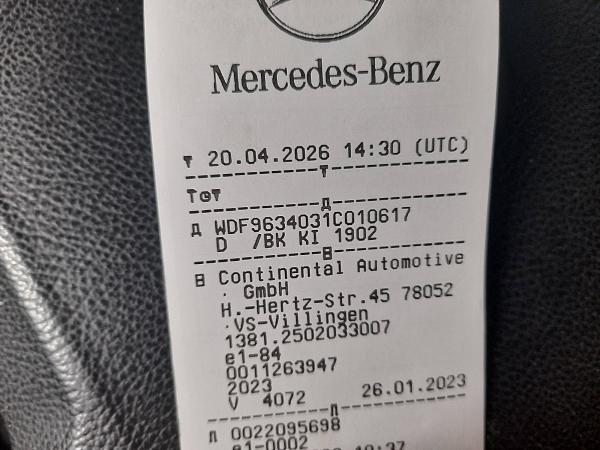 Mercedes-Benz
▼ 20.04.2026 14:30 (UTC)
WDF9634031C010617
D /BK KI 1902
Continental Automotive
GmbH
H.-Hertz-Str.45 78052
VS-Villingen
1381.2502033007
e1-84
0011263947
2023
V 4072 26.01.2023
0022095698
e1-0002